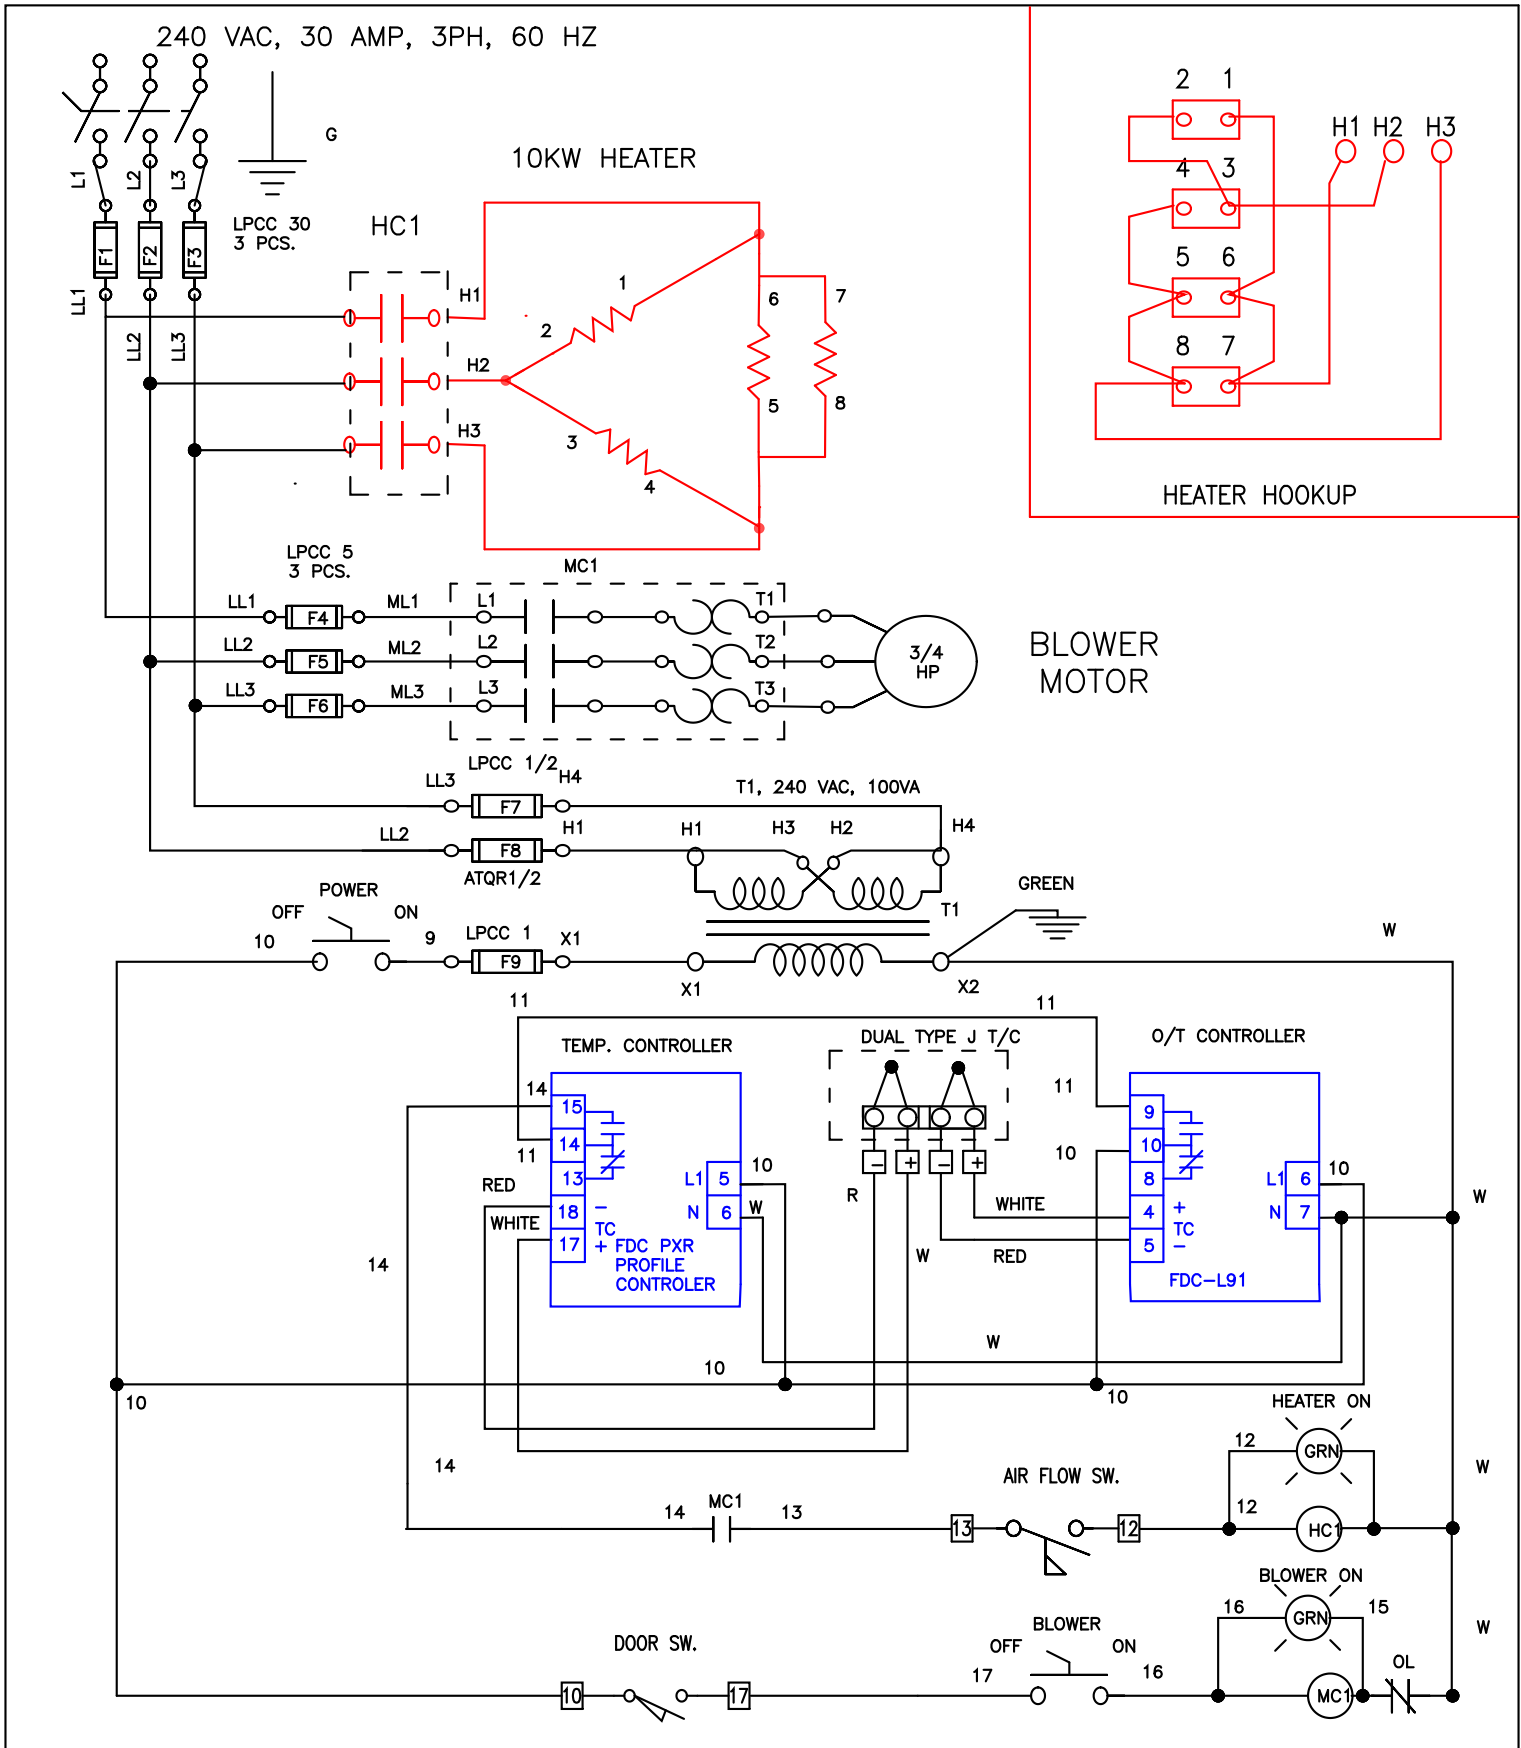 240 VAC, 30 AMP, 3PH, 60 HZ
G
L1
L2
L3
LPCC 30
3 PCS.
F1
F2
F3
LL1
LL2
LL3
10KW HEATER
HC1
H1
H2
H3
1
2
3
4
6
5
7
8
2 1
H1 H2 H3
4 3
5 6
8 7
HEATER HOOKUP
LPCC 5
3 PCS.
MC1
LL1 F4 ML1 L1 T1
LL2 F5 ML2 L2 T2
LL3 F6 ML3 L3 T3
3/4
HP
BLOWER
MOTOR
LPCC 1/2
LL3 F7 H4
T1, 240 VAC, 100VA
LL2 F8 H1
ATQR1/2
H1 H3 H2 H4
T1
GREEN
POWER
OFF ON
10 9
LPCC 1
F9
X1
X1 X2
W
11 11
TEMP. CONTROLLER
DUAL TYPE J T/C
O/T CONTROLLER
14
15
14
11
13
RED
18 −
WHITE TC
17 +
FDC PXR
PROFILE
CONTROLER
L1 5 10
N 6 W
− + − +
R
W
WHITE
RED
11
9
10
10
8
4 +
TC
5 −
L1 6 10
N 7
FDC-L91
W
14
W
10
10
10
HEATER ON
12 GRN
14
W
AIR FLOW SW.
14 MC1 13
13 12
12
HC1
BLOWER ON
16 GRN 15
W
DOOR SW.
BLOWER
OFF ON
10 17
17 16
MC1
OL